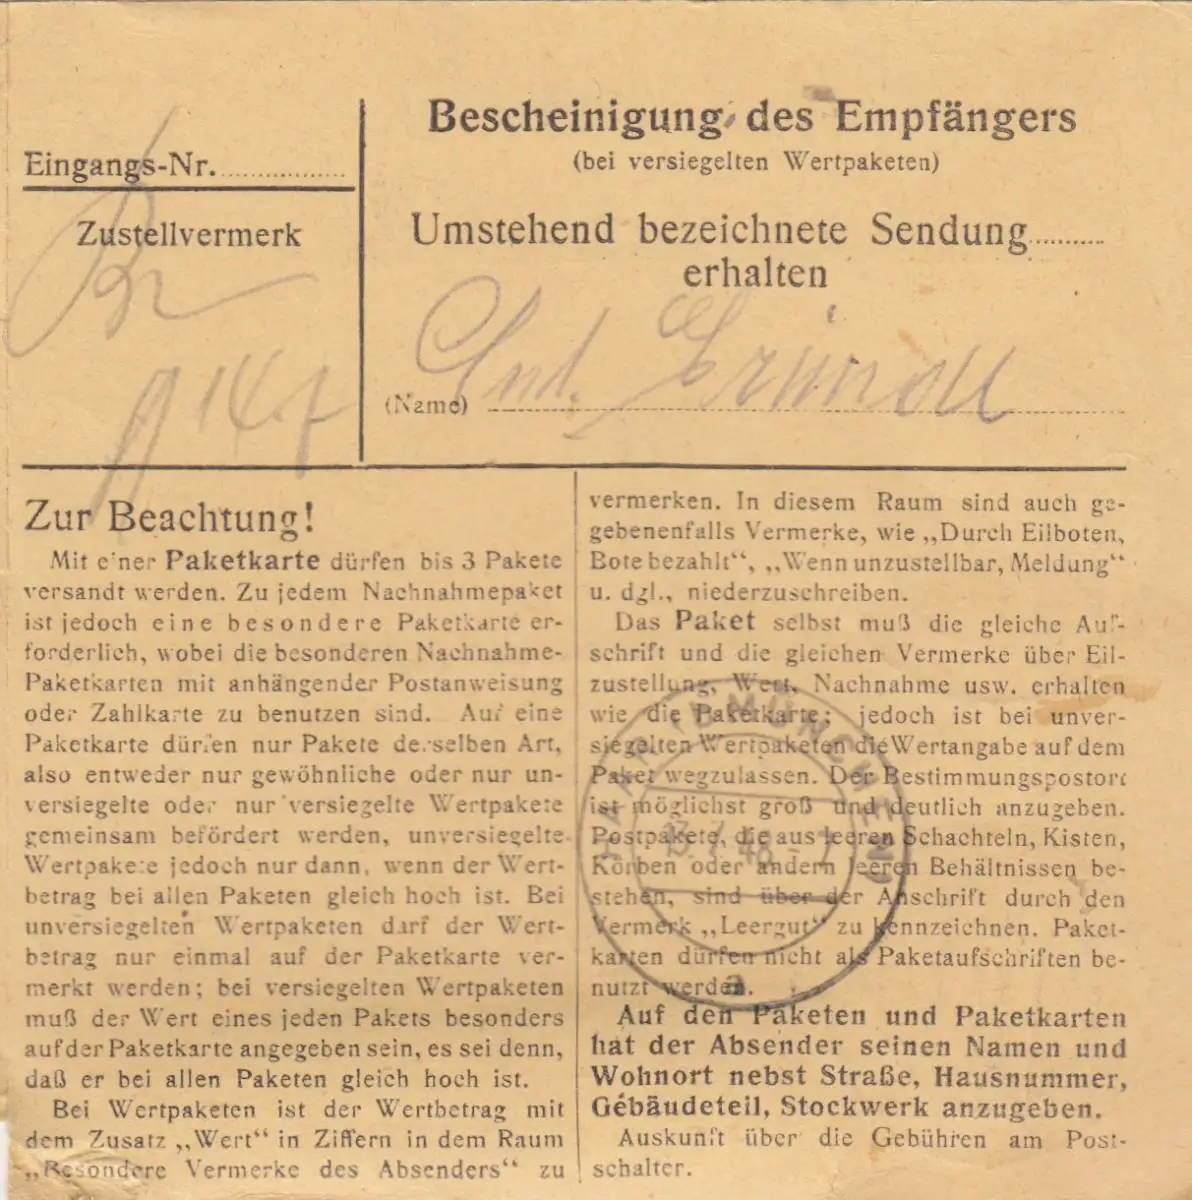 Eingangs-Nr.
Zustellvermerk
Bescheinigung des Empfängers
(bei versiegelten Wertpaketen)
Umstehend bezeichnete Sendung
erhalten
(Name)
Zur Beachtung!
Mit einer Paketkarte dürfen bis 3 Pakete
versandt werden. Zu jedem Nachnahmepaket
ist jedoch eine besondere Paketkarte er-
forderlich, wobei die besonderen Nachnahme-
Paketkarten mit anhängender Postanweisung
oder Zahlkarte zu benutzen sind. Auf eine
Paketkarte dürfen nur Pakete derselben Art,
also entweder nur gewöhnliche oder nur un-
versiegelte oder nur versiegelte Wertpakete
gemeinsam befördert werden, unversiegelte
Wertpakete jedoch nur dann, wenn der Wert-
betrag bei allen Paketen gleich hoch ist. Bei
unversiegelten Wertpaketen darf der Wert-
betrag nur einmal auf der Paketkarte ver-
merkt werden; bei versiegelten Wertpaketen
muß der Wert eines jeden Pakets besonders
auf der Paketkarte angegeben sein, es sei denn,
daß er bei allen Paketen gleich hoch ist.
Bei Wertpaketen ist der Wertbetrag mit
dem Zusatz „Wert“ in Ziffern in dem Raum
„Besondere Vermerke des Absenders“ zu
vermerken. In diesem Raum sind auch ge-
gebenenfalls Vermerke, wie „Durch Eilboten,
Bote bezahlt“, „Wenn unzustellbar, Meldung“
u. dgl., niederzuschreiben.
Das Paket selbst muß die gleiche Auf-
schrift und die gleichen Vermerke über Eil-
zustellung, Wert, Nachnahme usw. erhalten
wie die Paketkarte; jedoch ist bei unver-
siegelten Wertpaketen die Wertangabe auf dem
Paket wegzulassen. Der Bestimmungspostort
ist möglichst groß und deutlich anzugeben.
Postpakete, die aus leeren Schachteln, Kisten,
Körben oder andern leeren Behältnissen be-
stehen, sind über der Anschrift durch den
Vermerk „Leergut“ zu kennzeichnen. Paket-
karten dürfen nicht als Paketaufschriften be-
nutzt werden.
Auf den Paketen und Paketkarten
hat der Absender seinen Namen und
Wohnort nebst Straße, Hausnummer,
Gebäudeteil, Stockwerk anzugeben.
Auskunft über die Gebühren am Post-
schalter.
MÜNCHEN
a